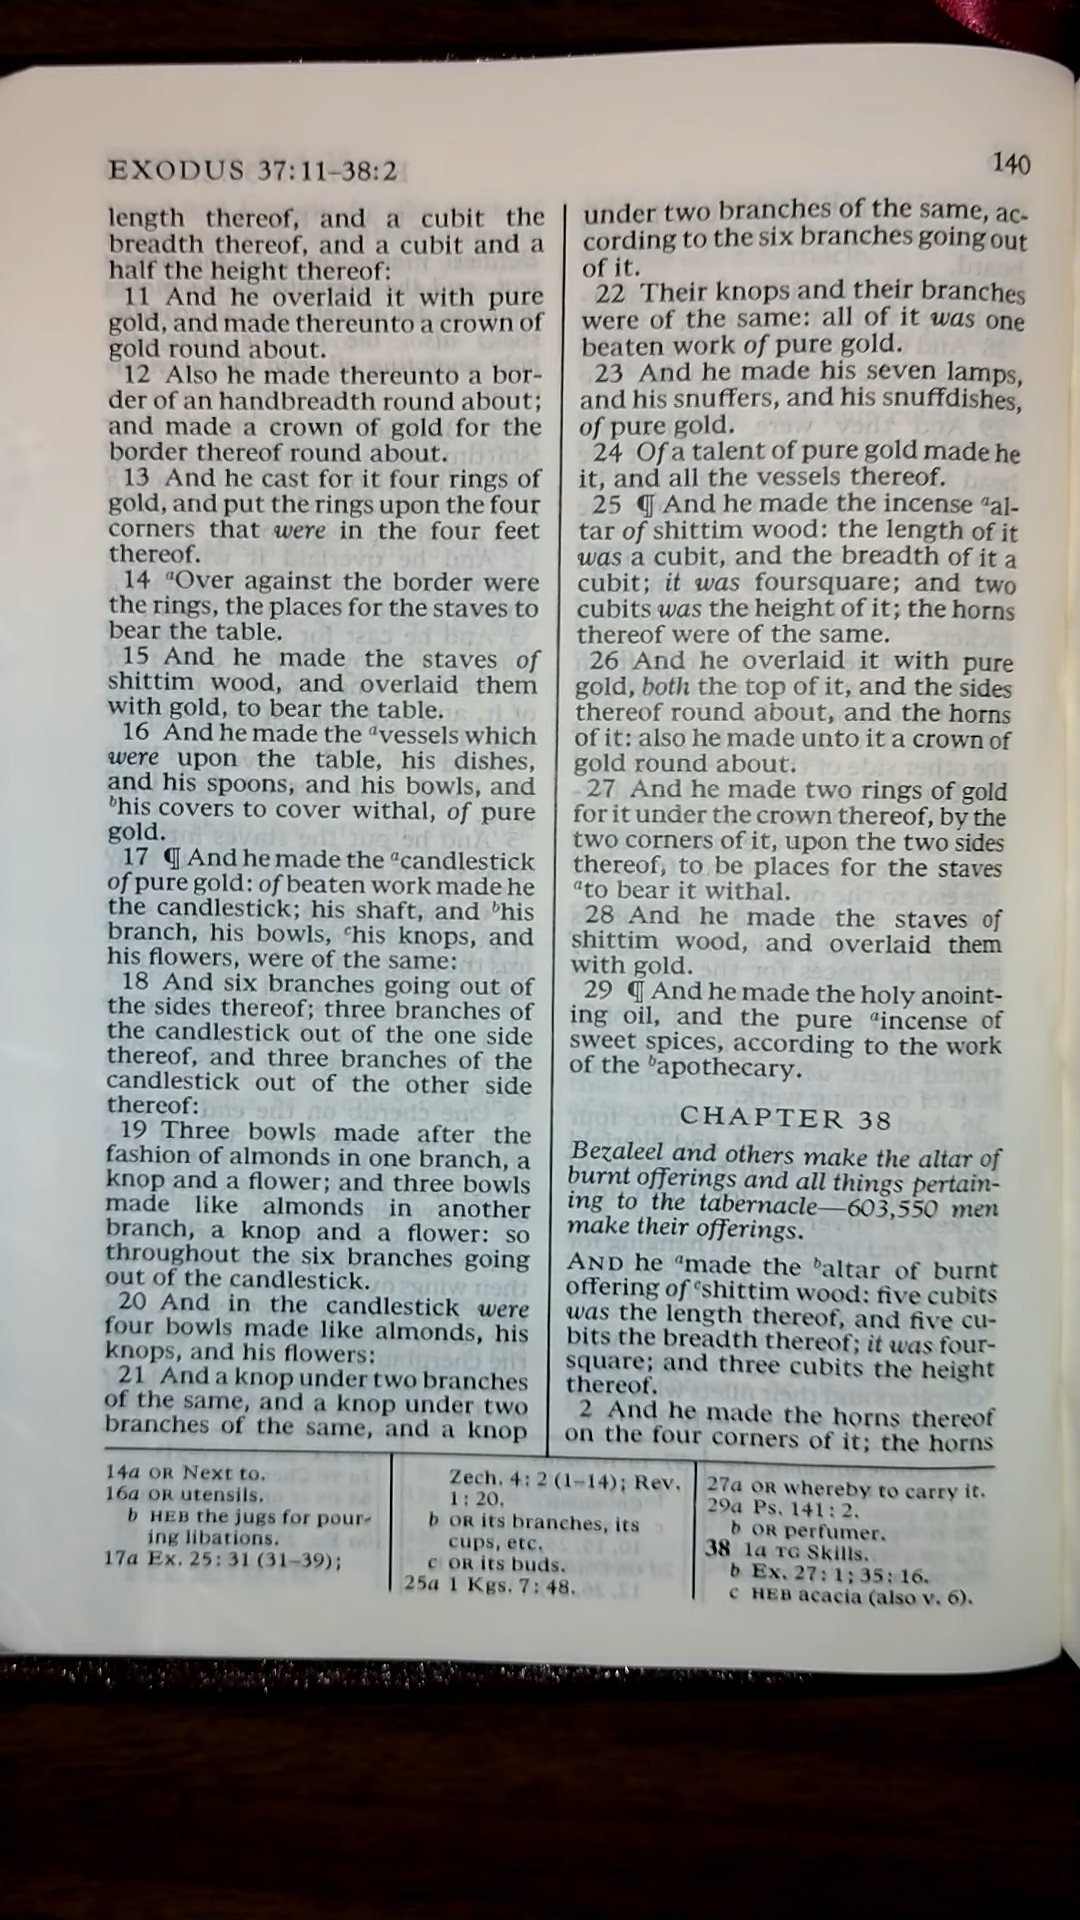 EXODUS 37:11–38:2
140
length thereof, and a cubit the
breadth thereof, and a cubit and a
half the height thereof:
11 And he overlaid it with pure
gold, and made thereunto a crown of
gold round about.
12 Also he made thereunto a bor-
der of an handbreadth round about;
and made a crown of gold for the
border thereof round about.
13 And he cast for it four rings of
gold, and put the rings upon the four
corners that were in the four feet
thereof.
14 aOver against the border were
the rings, the places for the staves to
bear the table.
15 And he made the staves of
shittim wood, and overlaid them
with gold, to bear the table.
16 And he made the avessels which
were upon the table, his dishes,
and his spoons, and his bowls, and
bhis covers to cover withal, of pure
gold.
17 ¶ And he made the acandlestick
of pure gold: of beaten work made he
the candlestick; his shaft, and bhis
branch, his bowls, chis knops, and
his flowers, were of the same:
18 And six branches going out of
the sides thereof; three branches of
the candlestick out of the one side
thereof, and three branches of the
candlestick out of the other side
thereof:
19 Three bowls made after the
fashion of almonds in one branch, a
knop and a flower; and three bowls
made like almonds in another
branch, a knop and a flower: so
throughout the six branches going
out of the candlestick.
20 And in the candlestick were
four bowls made like almonds, his
knops, and his flowers:
21 And a knop under two branches
of the same, and a knop under two
branches of the same, and a knop
under two branches of the same, ac-
cording to the six branches going out
of it.
22 Their knops and their branches
were of the same: all of it was one
beaten work of pure gold.
23 And he made his seven lamps,
and his snuffers, and his snuffdishes,
of pure gold.
24 Of a talent of pure gold made he
it, and all the vessels thereof.
25 ¶ And he made the incense aal-
tar of shittim wood: the length of it
was a cubit, and the breadth of it a
cubit; it was foursquare; and two
cubits was the height of it; the horns
thereof were of the same.
26 And he overlaid it with pure
gold, both the top of it, and the sides
thereof round about, and the horns
of it: also he made unto it a crown of
gold round about.
27 And he made two rings of gold
for it under the crown thereof, by the
two corners of it, upon the two sides
thereof, to be places for the staves
ato bear it withal.
28 And he made the staves of
shittim wood, and overlaid them
with gold.
29 ¶ And he made the holy anoint-
ing oil, and the pure aincense of
sweet spices, according to the work
of the bapothecary.
CHAPTER 38
Bezaleel and others make the altar of
burnt offerings and all things pertain-
ing to the tabernacle—603,550 men
make their offerings.
AND he amade the baltar of burnt
offering of cshittim wood: five cubits
was the length thereof, and five cu-
bits the breadth thereof; it was four-
square; and three cubits the height
thereof.
2 And he made the horns thereof
on the four corners of it; the horns
14a OR Next to.
16a OR utensils.
b HEB the jugs for pour-
ing libations.
17a Ex. 25: 31 (31–39);
Zech. 4: 2 (1–14); Rev.
1: 20.
b OR its branches, its
cups, etc.
c OR its buds.
25a 1 Kgs. 7: 48.
27a OR whereby to carry it.
29a Ps. 141: 2.
b OR perfumer.
38 1a TG Skills.
b Ex. 27: 1; 35: 16.
c HEB acacia (also v. 6).